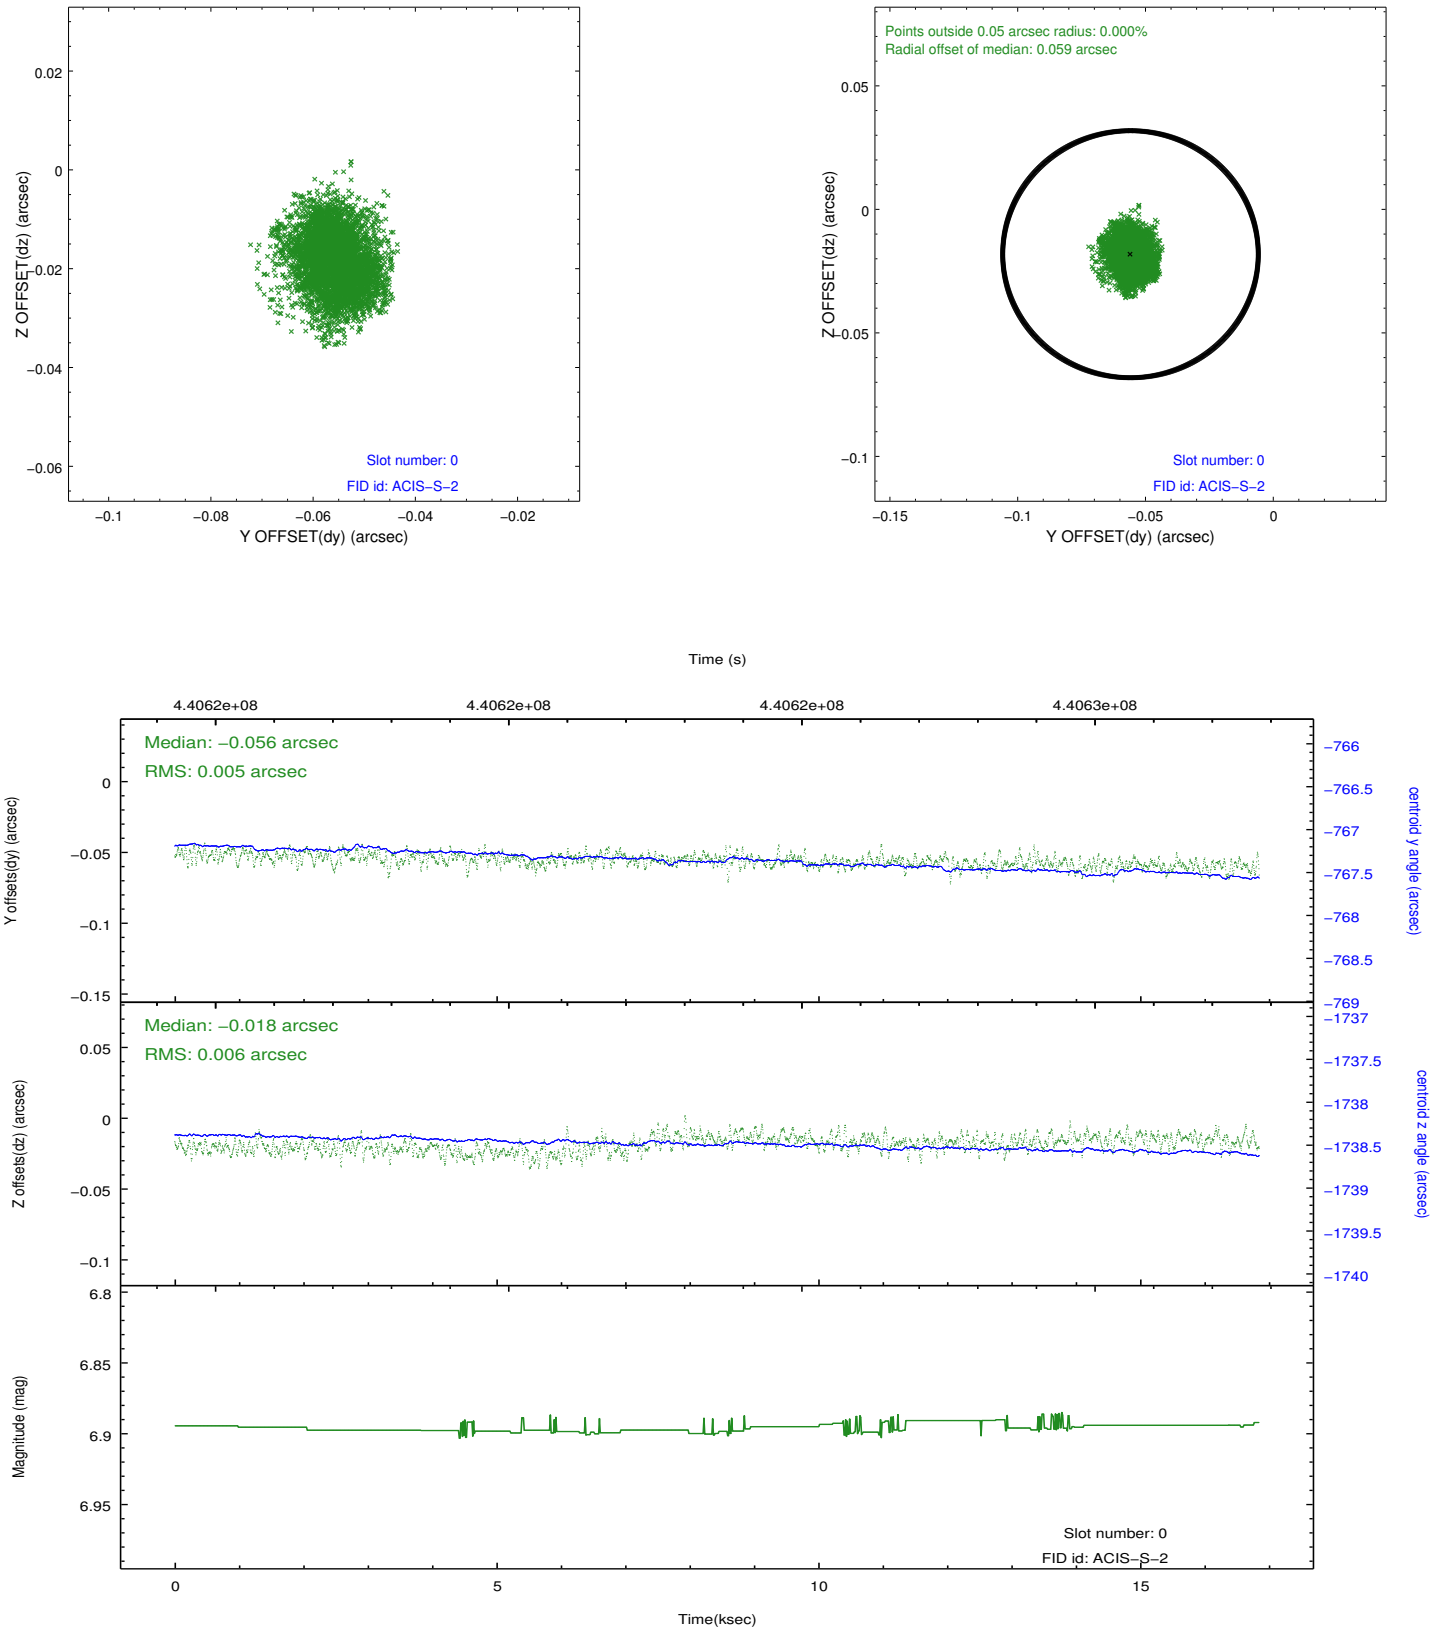 0.02
0
−0.02
−0.04
−0.06
Z OFFSET(dz) (arcsec)
Slot number: 0
FID id: ACIS−S−2
−0.1
−0.08
−0.06
−0.04
−0.02
Y OFFSET(dy) (arcsec)
Points outside 0.05 arcsec radius: 0.000%
Radial offset of median: 0.059 arcsec
0.05
0
−0.05
−0.1
Z OFFSET(dz) (arcsec)
Slot number: 0
FID id: ACIS−S−2
−0.15
−0.1
−0.05
0
Y OFFSET(dy) (arcsec)
Time (s)
4.4062e+08
4.4062e+08
4.4062e+08
4.4063e+08
Median: −0.056 arcsec
RMS: 0.005 arcsec
0
−0.05
−0.1
−0.15
Y offsets(dy) (arcsec)
−766
−766.5
−767
−767.5
−768
−768.5
−769
centroid y angle (arcsec)
Median: −0.018 arcsec
RMS: 0.006 arcsec
0.05
0
−0.05
−0.1
Z offsets(dz) (arcsec)
−1737
−1737.5
−1738
−1738.5
−1739
−1739.5
−1740
centroid z angle (arcsec)
6.8
6.85
6.9
6.95
Magnitude (mag)
Slot number: 0
FID id: ACIS−S−2
0
5
10
15
Time(ksec)